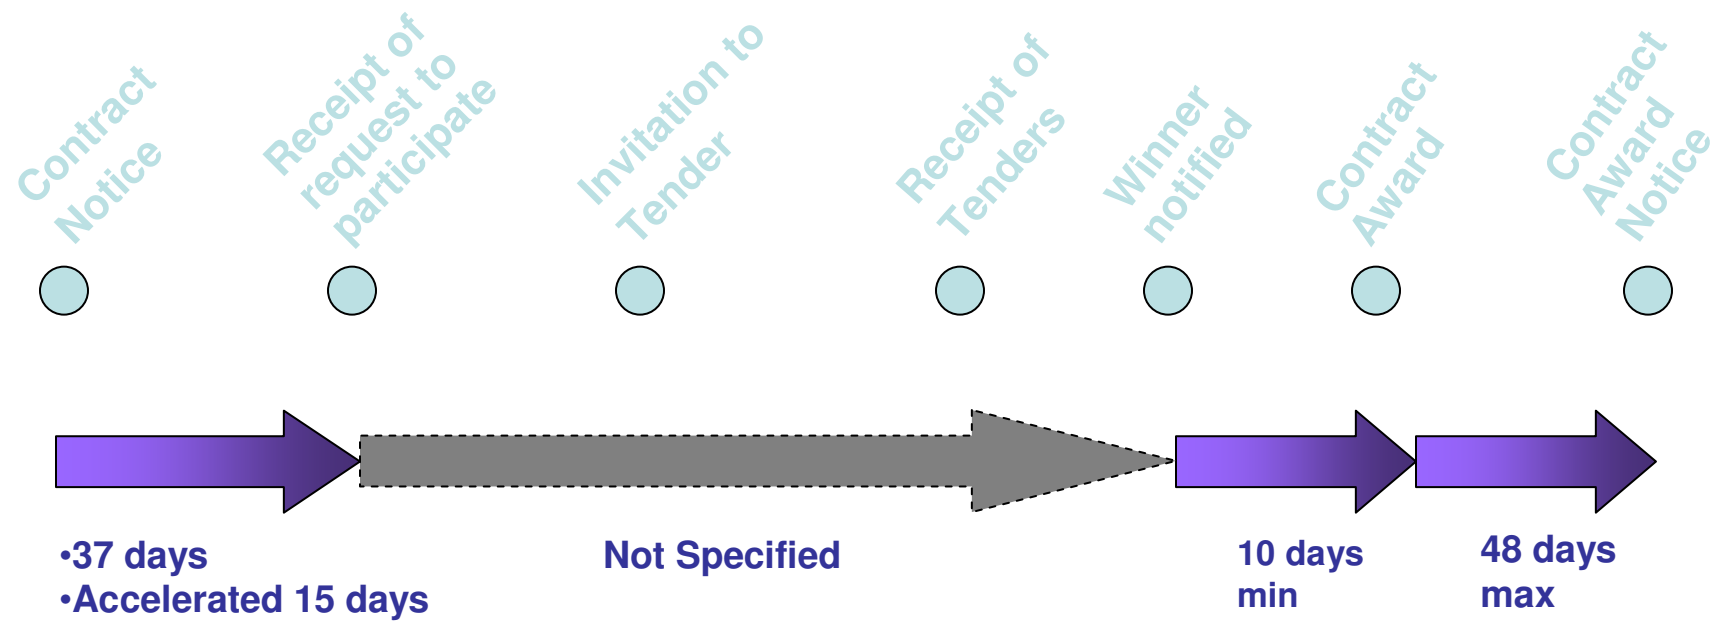 Contract
Notice
Receipt of
request to
participate
Invitation to
Tender
Receipt of
Tenders
Winner
notified
Contract
Award
Contract
Award
Notice
•37 days
•Accelerated 15 days
Not Specified
10 days
min
48 days
max